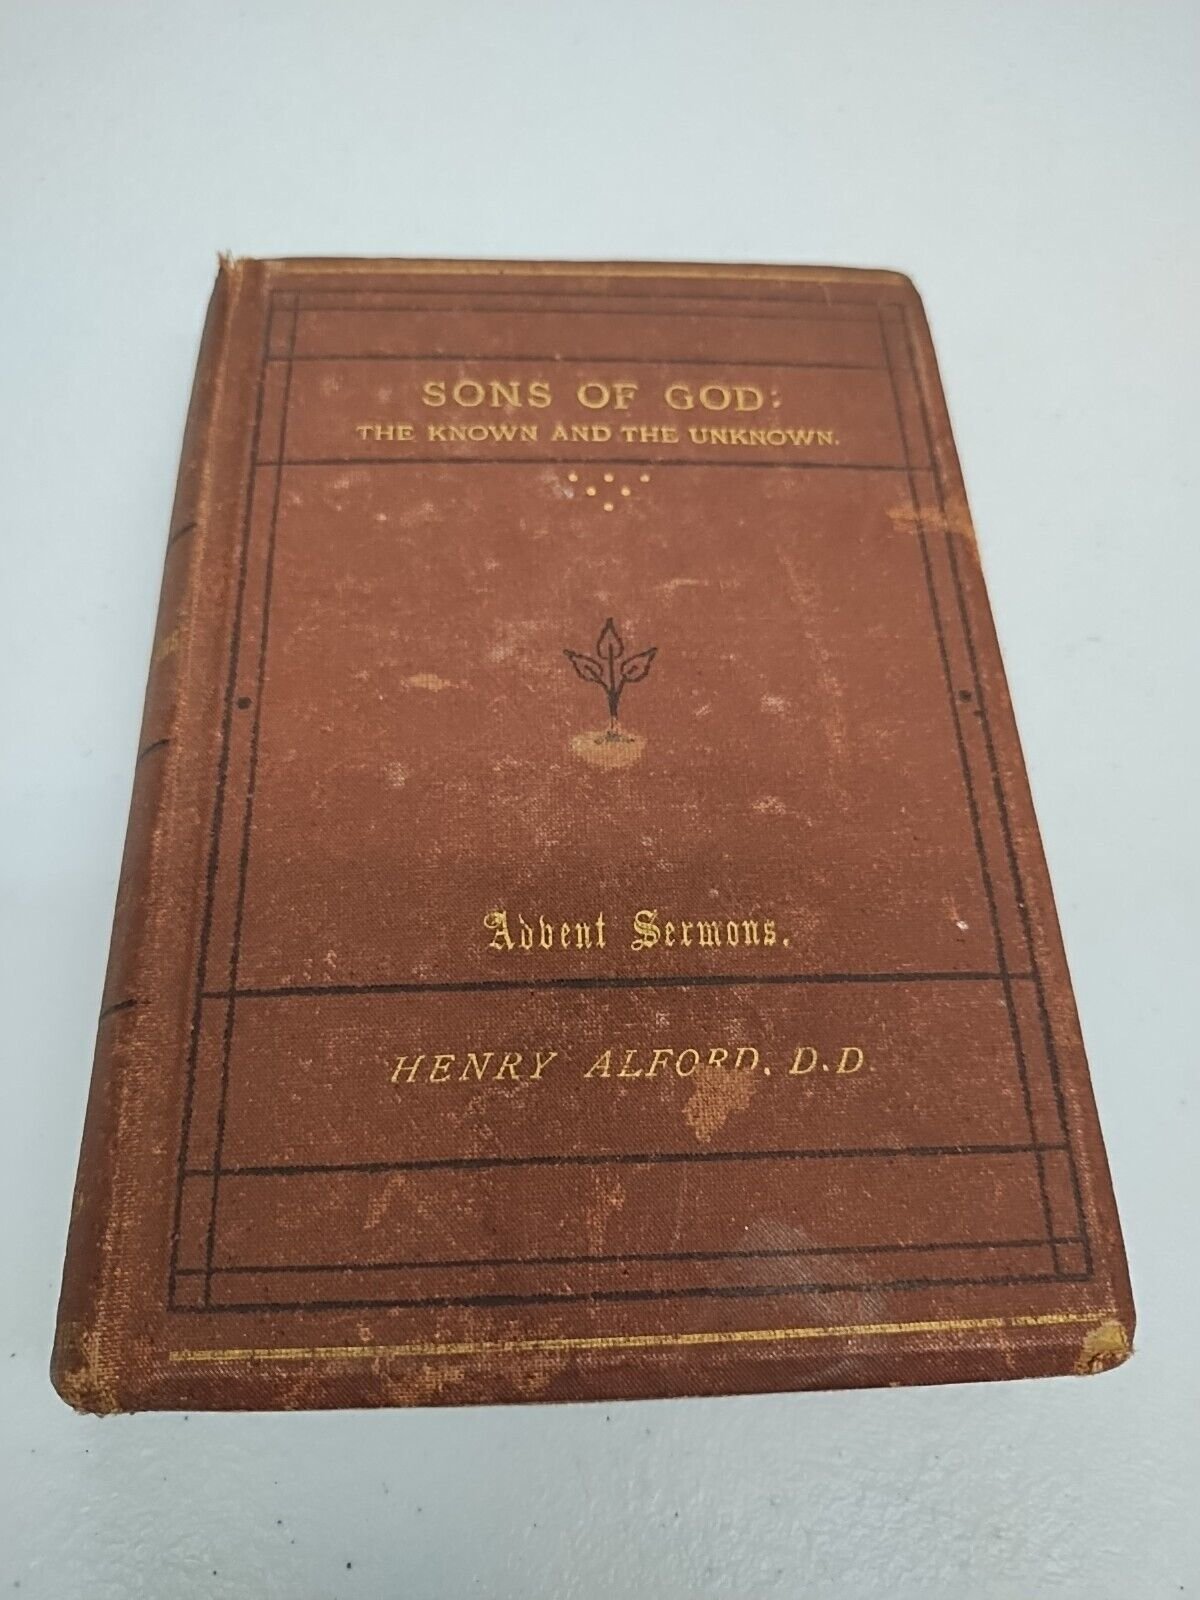 SONS OF GOD:
THE KNOWN AND THE UNKNOWN.
Advent Sermons.
HENRY ALFORD, D.D.